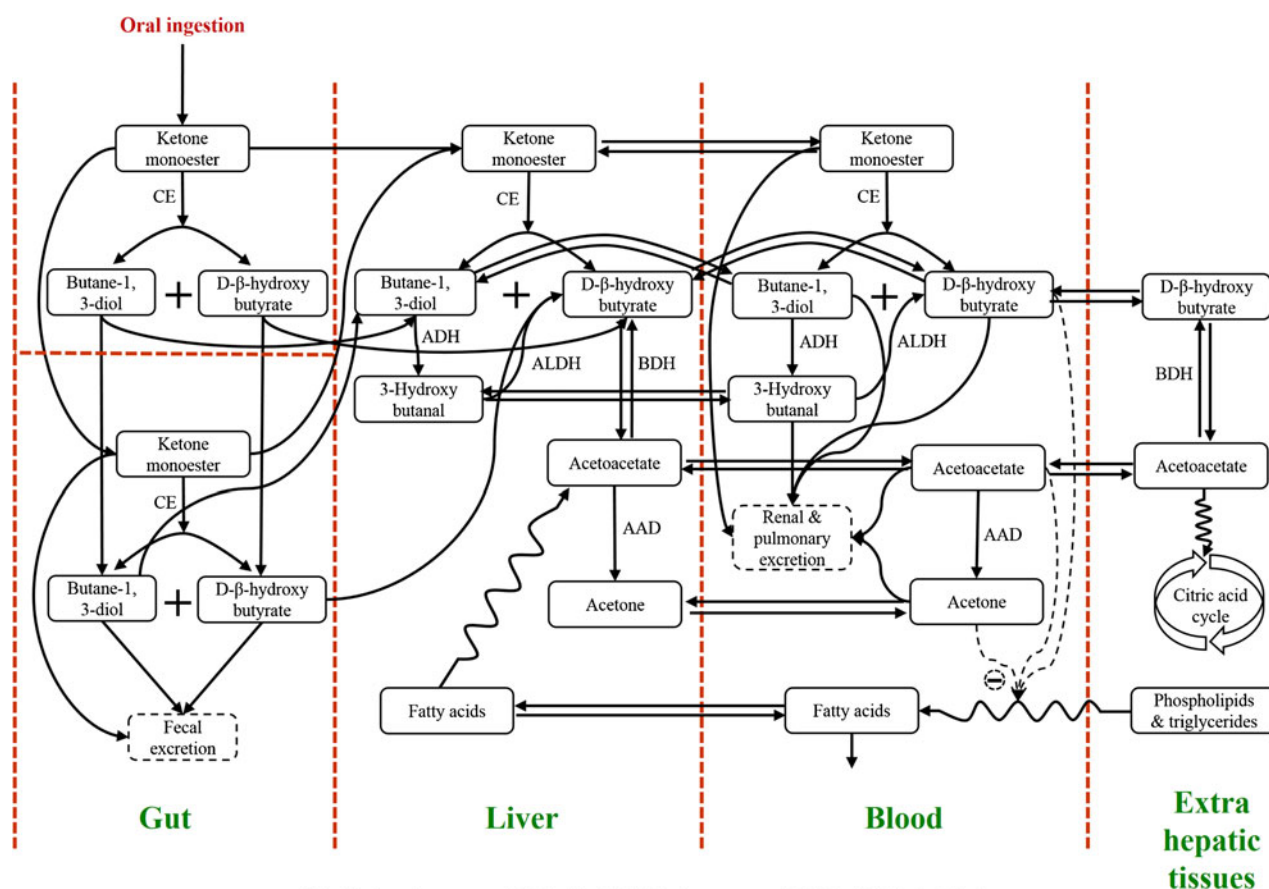 Oral ingestion
Ketone
monoester
Ketone
monoester
Ketone
monoester
CE
CE
CE
Butane-1,
3-diol
+
D-β-hydroxy
butyrate
Butane-1,
3-diol
+
D-β-hydroxy
butyrate
Butane-1,
3-diol
+
D-β-hydroxy
butyrate
D-β-hydroxy
butyrate
ADH
ALDH
BDH
ADH
ALDH
BDH
3-Hydroxy
butanal
3-Hydroxy
butanal
Ketone
monoester
Acetoacetate
Acetoacetate
Acetoacetate
CE
AAD
Renal &
pulmonary
excretion
AAD
Butane-1,
3-diol
+
D-β-hydroxy
butyrate
Acetone
Acetone
Citric acid
cycle
Fecal
excretion
Fatty acids
Fatty acids
Phospholipids
& triglycerides
Gut
Liver
Blood
Extra
hepatic
tissues